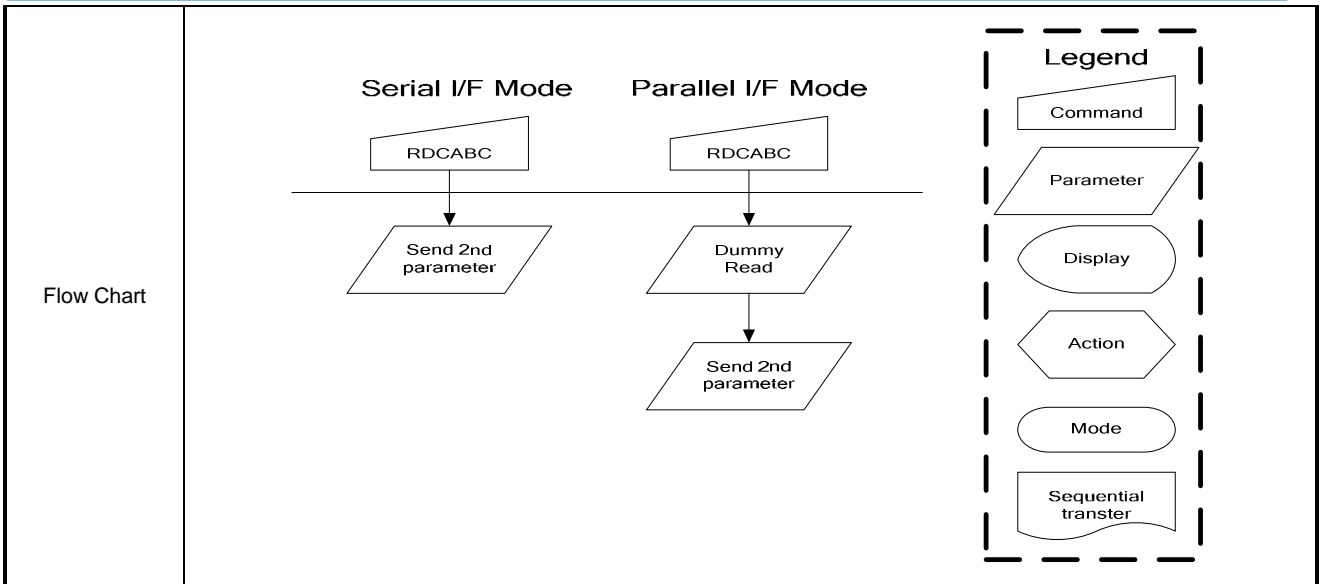 Flow Chart
Serial I/F Mode
RDCABC
Send 2nd
parameter
Parallel I/F Mode
RDCABC
Dummy
Read
Send 2nd
parameter
Legend
Command
Parameter
Display
Action
Mode
Sequential
transter